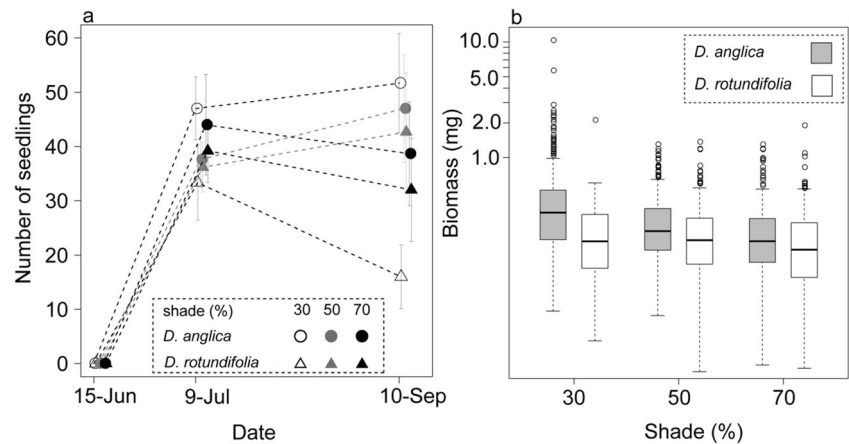 a
60
50
40
30
20
10
0
Number of seedlings
shade (%) 30 50 70
D. anglica
D. rotundifolia
15-Jun 9-Jul 10-Sep
Date
b
10.0
5.0
2.0
1.0
Biomass (mg)
D. anglica
D. rotundifolia
30 50 70
Shade (%)